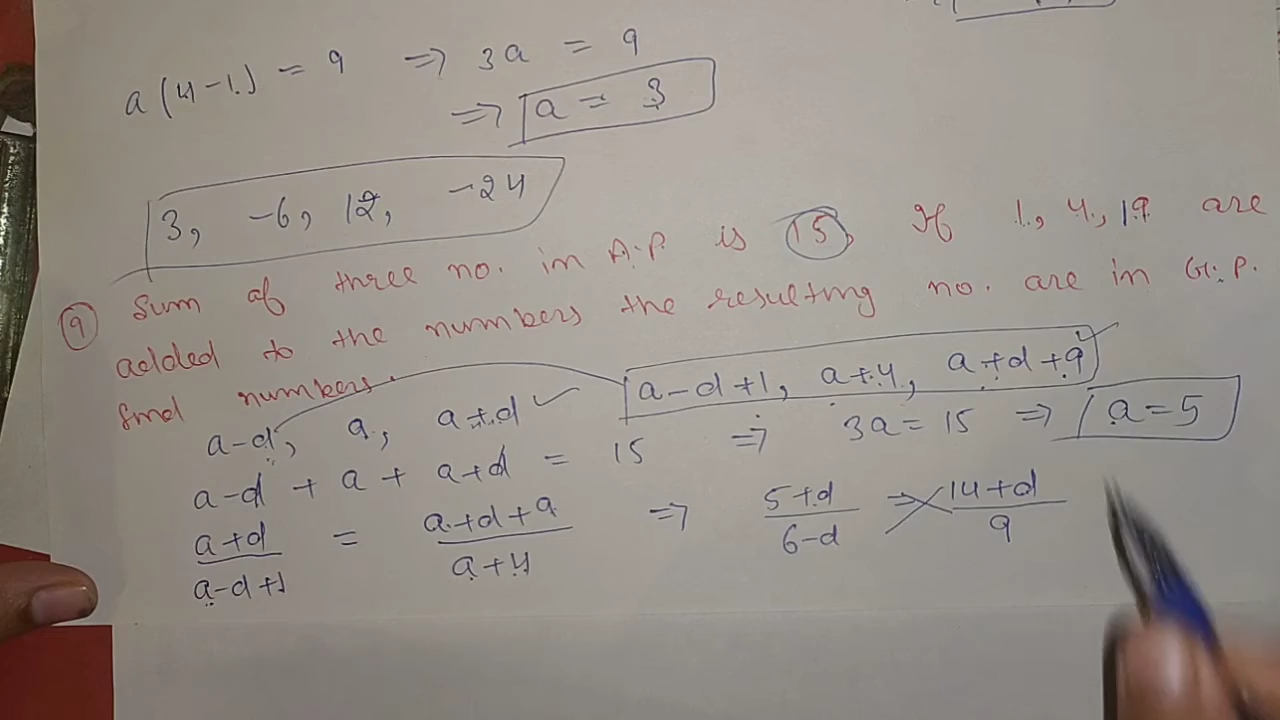 a(4-1) = 9 ⇒ 3a = 9
⇒ a = 3
3, -6, 12, -24
9 Sum of three no. in A.P is 15, If 1, 4, 19 are
added to the numbers the resulting no. are in G.P.
find numbers.
a-d+1, a+4, a+d+9
a-d, a, a+d ✓
a-d + a + a+d = 15 ⇒ 3a = 15 ⇒ a = 5
a+d/a-d+1 = a+d+9/a+4 ⇒ 5+d/6-d = 14+d/9